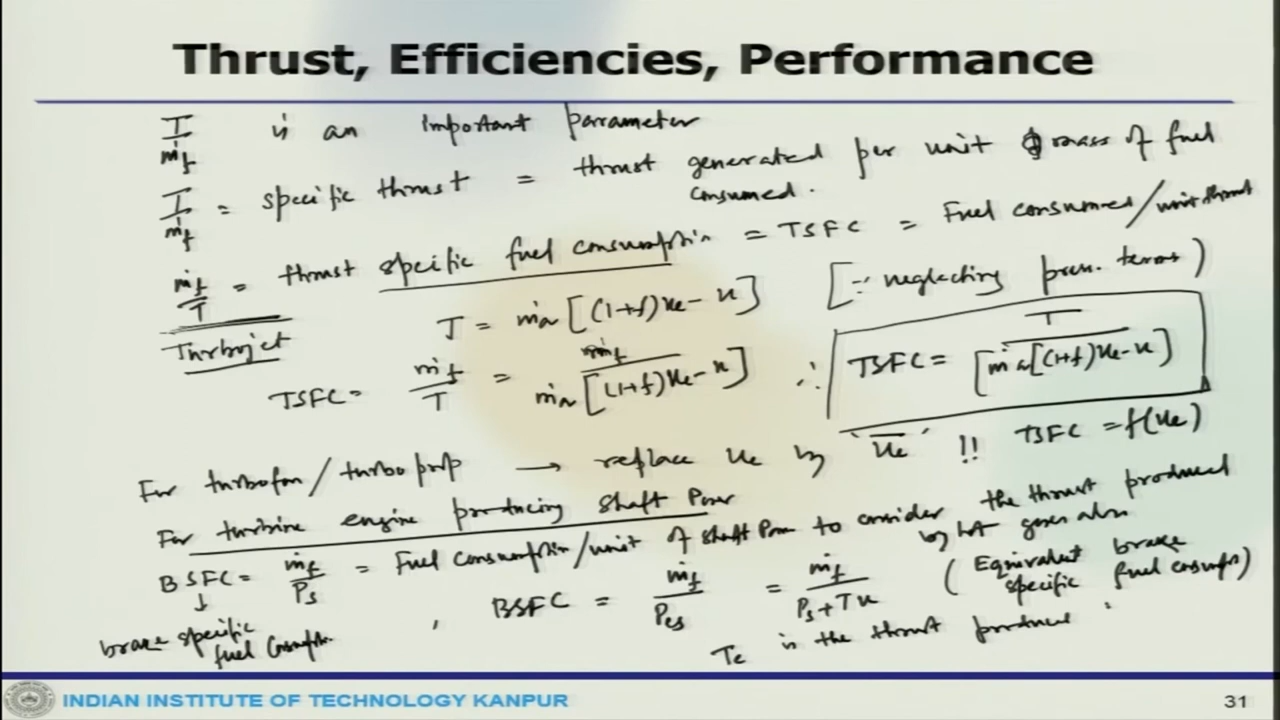 Thrust, Efficiencies, Performance
T/ṁf is an important parameter
T/ṁf = specific thrust = thrust generated per unit mass of fuel consumed.
ṁf/T = thrust specific fuel consumption = TSFC = Fuel consumed/unit thrust
Turbojet T = ṁa[(1+f)ue - u] [∵ neglecting pres. terms)
TSFC = ṁf/T = ṁf/ṁa[(1+f)ue - u] ∴ TSFC = T/[ṁa[(1+f)ue - u]
For turbofan/turboprop → replace ue by 'ūe' !! TSFC = f(ue)
For turbine engine producing shaft Power
BSFC = ṁf/Ps = Fuel consumption/unit of shaft Power to consider the thrust produced by hot gases also
brake specific fuel consumption , BSFC = ṁf/Pes = ṁf/Ps+Tu (Equivalent brake specific fuel consump)
Te is the thrust produced
INDIAN INSTITUTE OF TECHNOLOGY KANPUR
31